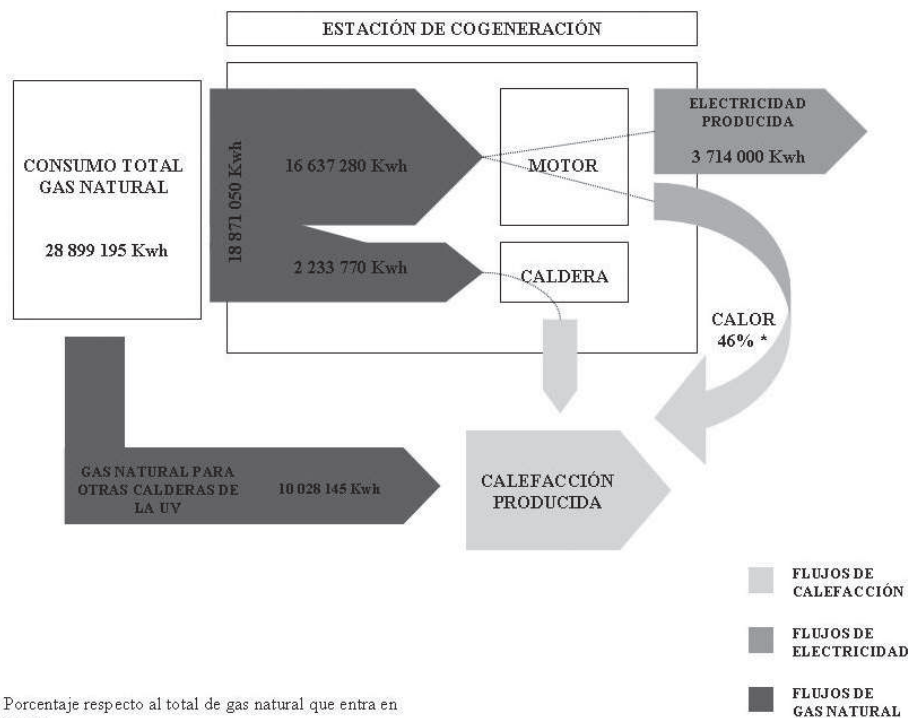 ESTACIÓN DE COGENERACIÓN
CONSUMO TOTAL
GAS NATURAL
28 899 195 Kwh
18 871 050 Kwh
16 637 280 Kwh
2 233 770 Kwh
MOTOR
CALDERA
ELECTRICIDAD
PRODUCIDA
3 714 000 Kwh
CALOR
46% *
GAS NATURAL PARA
OTRAS CALDERAS DE
LA UV
10 028 145 Kwh
CALEFACCIÓN
PRODUCIDA
FLUJOS DE
CALEFACCIÓN
FLUJOS DE
ELECTRICIDAD
FLUJOS DE
GAS NATURAL
Porcentaje respecto al total de gas natural que entra en